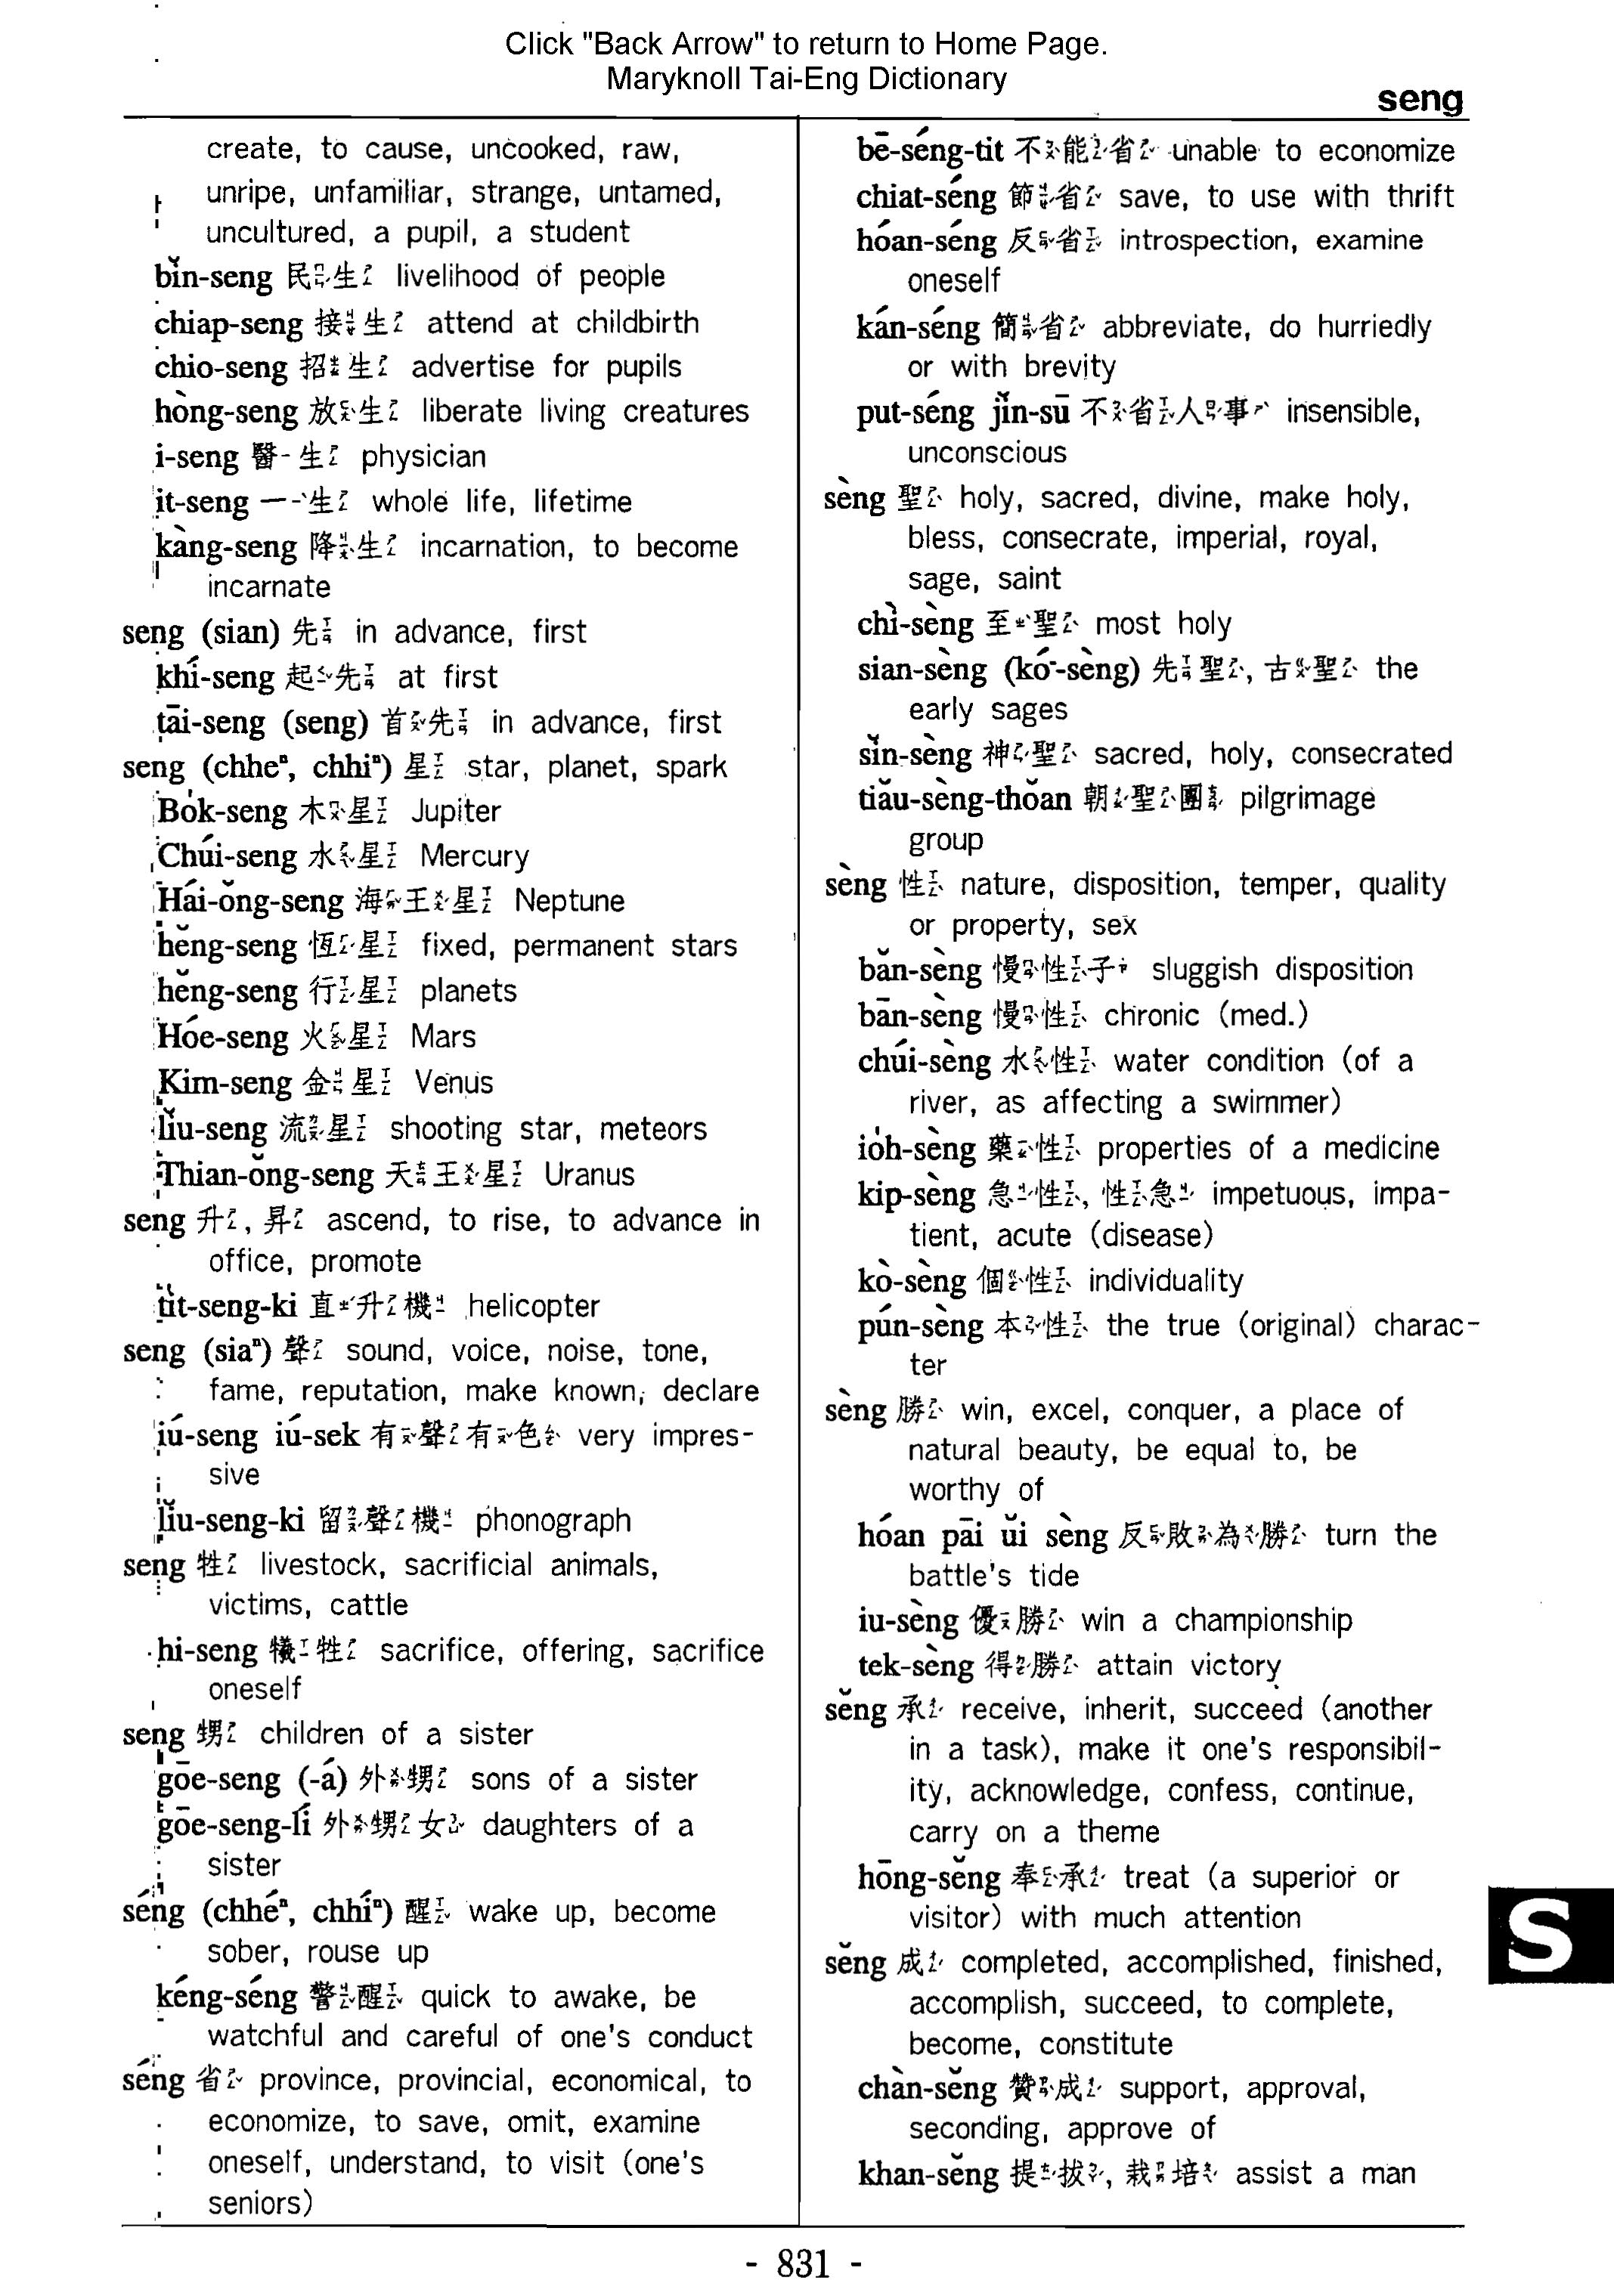 Click "Back Arrow" to return to Home Page.
Maryknoll Tai-Eng Dictionary
seng
create, to cause, uncooked, raw,
unripe, unfamiliar, strange, untamed,
uncultured, a pupil, a student
bĭn-seng 民生 livelihood of people
chiap-seng 接生 attend at childbirth
chio-seng 招生 advertise for pupils
hòng-seng 放生 liberate living creatures
i-seng 醫生 physician
it-seng 一生 whole life, lifetime
kàng-seng 降生 incarnation, to become
incarnate
seng (sian) 先 in advance, first
khí-seng 起先 at first
tāi-seng (seng) 首先 in advance, first
seng (chheⁿ, chhiⁿ) 星 star, planet, spark
Bo̍k-seng 木星 Jupiter
Chúi-seng 水星 Mercury
Hái-ŏng-seng 海王星 Neptune
hĕng-seng 恆星 fixed, permanent stars
hĕng-seng 行星 planets
Hóe-seng 火星 Mars
Kim-seng 金星 Venus
lĭu-seng 流星 shooting star, meteors
Thian-ŏng-seng 天王星 Uranus
seng 升, 昇 ascend, to rise, to advance in
office, promote
ti̍t-seng-ki 直升機 helicopter
seng (siaⁿ) 聲 sound, voice, noise, tone,
fame, reputation, make known, declare
iú-seng iú-sek 有聲有色 very impres-
sive
lĭu-seng-ki 留聲機 phonograph
seng 牲 livestock, sacrificial animals,
victims, cattle
hi-seng 犧牲 sacrifice, offering, sacrifice
oneself
seng 甥 children of a sister
gōe-seng (-á) 外甥 sons of a sister
gōe-seng-lí 外甥女 daughters of a
sister
séng (chhéⁿ, chhíⁿ) 醒 wake up, become
sober, rouse up
kéng-séng 警醒 quick to awake, be
watchful and careful of one's conduct
séng 省 province, provincial, economical, to
economize, to save, omit, examine
oneself, understand, to visit (one's
seniors)
bē-séng-tit 不能省 unable to economize
chiat-séng 節省 save, to use with thrift
hóan-séng 反省 introspection, examine
oneself
kán-séng 簡省 abbreviate, do hurriedly
or with brevity
put-séng jĭn-sū 不省人事 insensible,
unconscious
sèng 聖 holy, sacred, divine, make holy,
bless, consecrate, imperial, royal,
sage, saint
chì-sèng 至聖 most holy
sian-sèng (kó͘-sèng) 先聖, 古聖 the
early sages
sĭn-sèng 神聖 sacred, holy, consecrated
tiău-sèng-thŏan 朝聖團 pilgrimage
group
sèng 性 nature, disposition, temper, quality
or property, sex
băn-sèng 慢性子 sluggish disposition
bān-sèng 慢性 chronic (med.)
chúi-sèng 水性 water condition (of a
river, as affecting a swimmer)
io̍h-sèng 藥性 properties of a medicine
kip-sèng 急性, 性急 impetuous, impa-
tient, acute (disease)
kò-sèng 個性 individuality
pún-sèng 本性 the true (original) charac-
ter
sèng 勝 win, excel, conquer, a place of
natural beauty, be equal to, be
worthy of
hóan pāi ŭi sèng 反敗為勝 turn the
battle's tide
iu-sèng 優勝 win a championship
tek-sèng 得勝 attain victory
sĕng 承 receive, inherit, succeed (another
in a task), make it one's responsibil-
ity, acknowledge, confess, continue,
carry on a theme
hōng-sĕng 奉承 treat (a superior or
visitor) with much attention
sĕng 成 completed, accomplished, finished,
accomplish, succeed, to complete,
become, constitute
chàn-sĕng 贊成 support, approval,
seconding, approve of
khan-sĕng 提拔, 栽培 assist a man
S
- 831 -